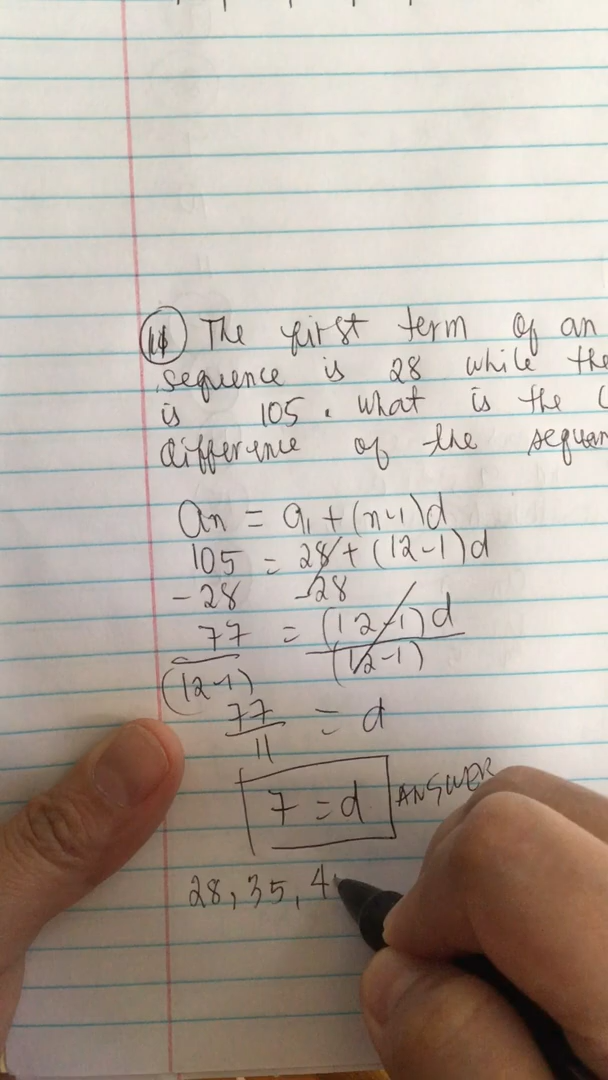 14 The first term of an
sequence is 28 while the
is 105. What is the
difference of the sequen
an = a1 + (n-1)d
105 = 28 + (12-1)d
-28 -28
77 = (12-1)d
(12-1) (12-1)
77 = d
11
7 = d ANSWER
28, 35, 4